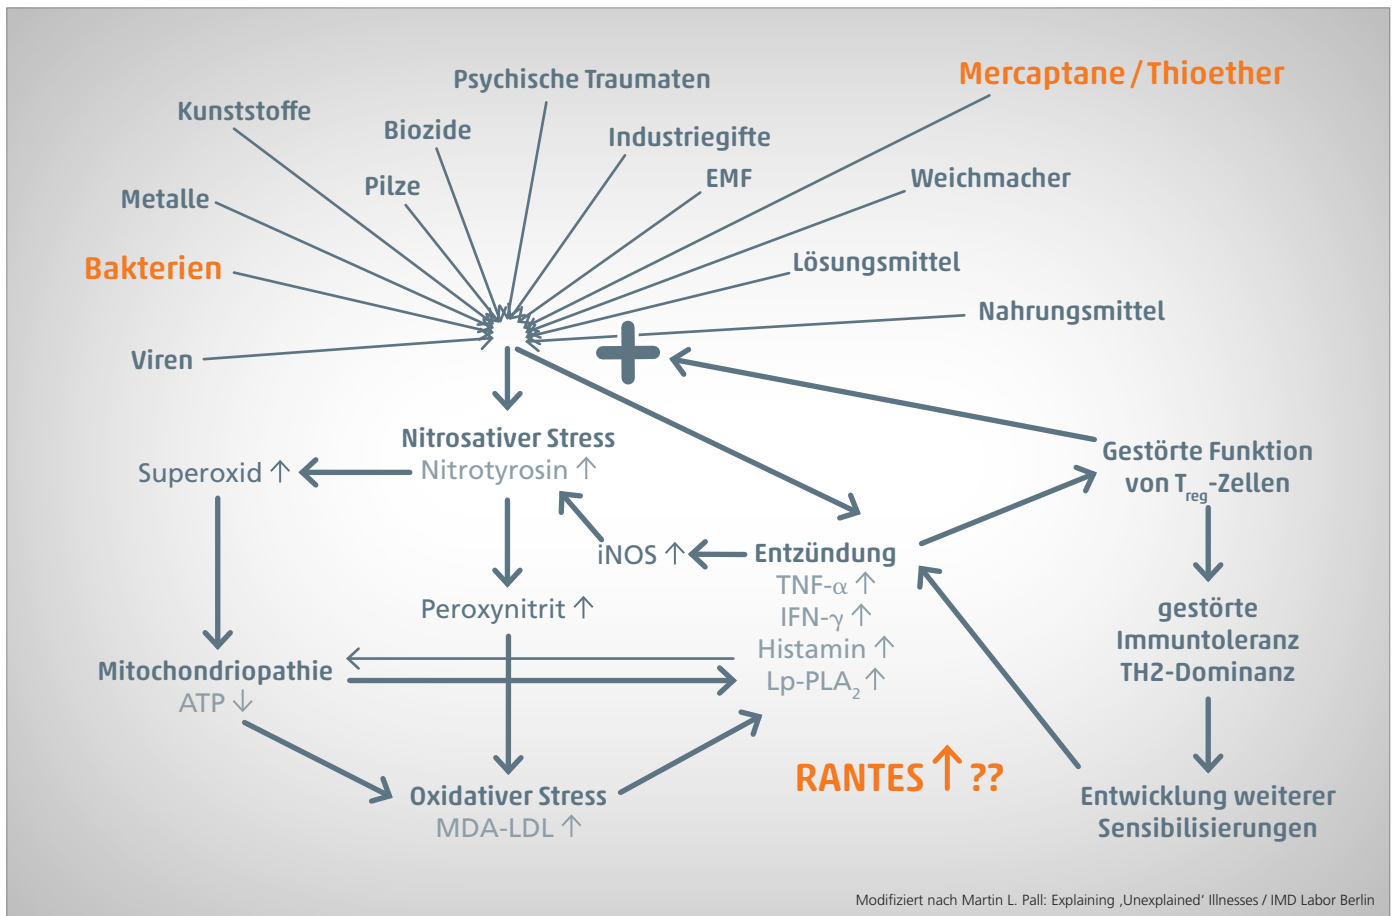 Psychische Traumaten
Mercaptane / Thioether
Kunststoffe
Biozide
Industriegifte
Pilze
EMF
Weichmacher
Metalle
Bakterien
Lösungsmittel
Nahrungsmittel
Viren
Nitrosativer Stress
Nitrotyrosin ↑
Superoxid ↑
Gestörte Funktion
von Treg-Zellen
iNOS ↑
Entzündung
TNF-α ↑
IFN-γ ↑
Histamin ↑
Lp-PLA2 ↑
Peroxynitrit ↑
gestörte
Immuntoleranz
TH2-Dominanz
Mitochondriopathie
ATP ↓
RANTES ↑ ??
Oxidativer Stress
MDA-LDL ↑
Entwicklung weiterer
Sensibilisierungen
Modifiziert nach Martin L. Pall: Explaining ‚Unexplained‘ Illnesses / IMD Labor Berlin